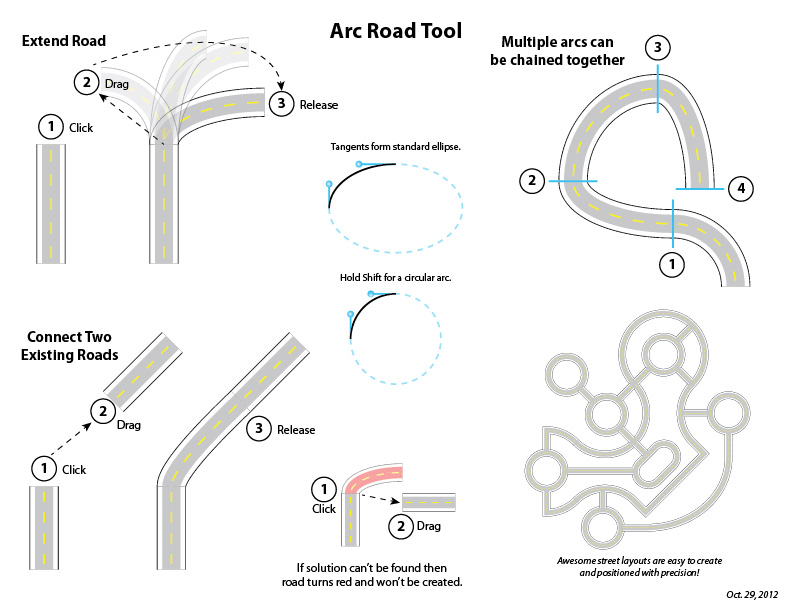 Arc Road Tool
Extend Road
2 Drag
3 Release
1 Click
Tangents form standard ellipse.
Hold Shift for a circular arc.
Multiple arcs can
be chained together
3
2
4
1
Connect Two
Existing Roads
2
Drag
1 Click
3 Release
1
Click
2 Drag
If solution can't be found then
road turns red and won't be created.
Awesome street layouts are easy to create
and positioned with precision!
Oct. 29, 2012